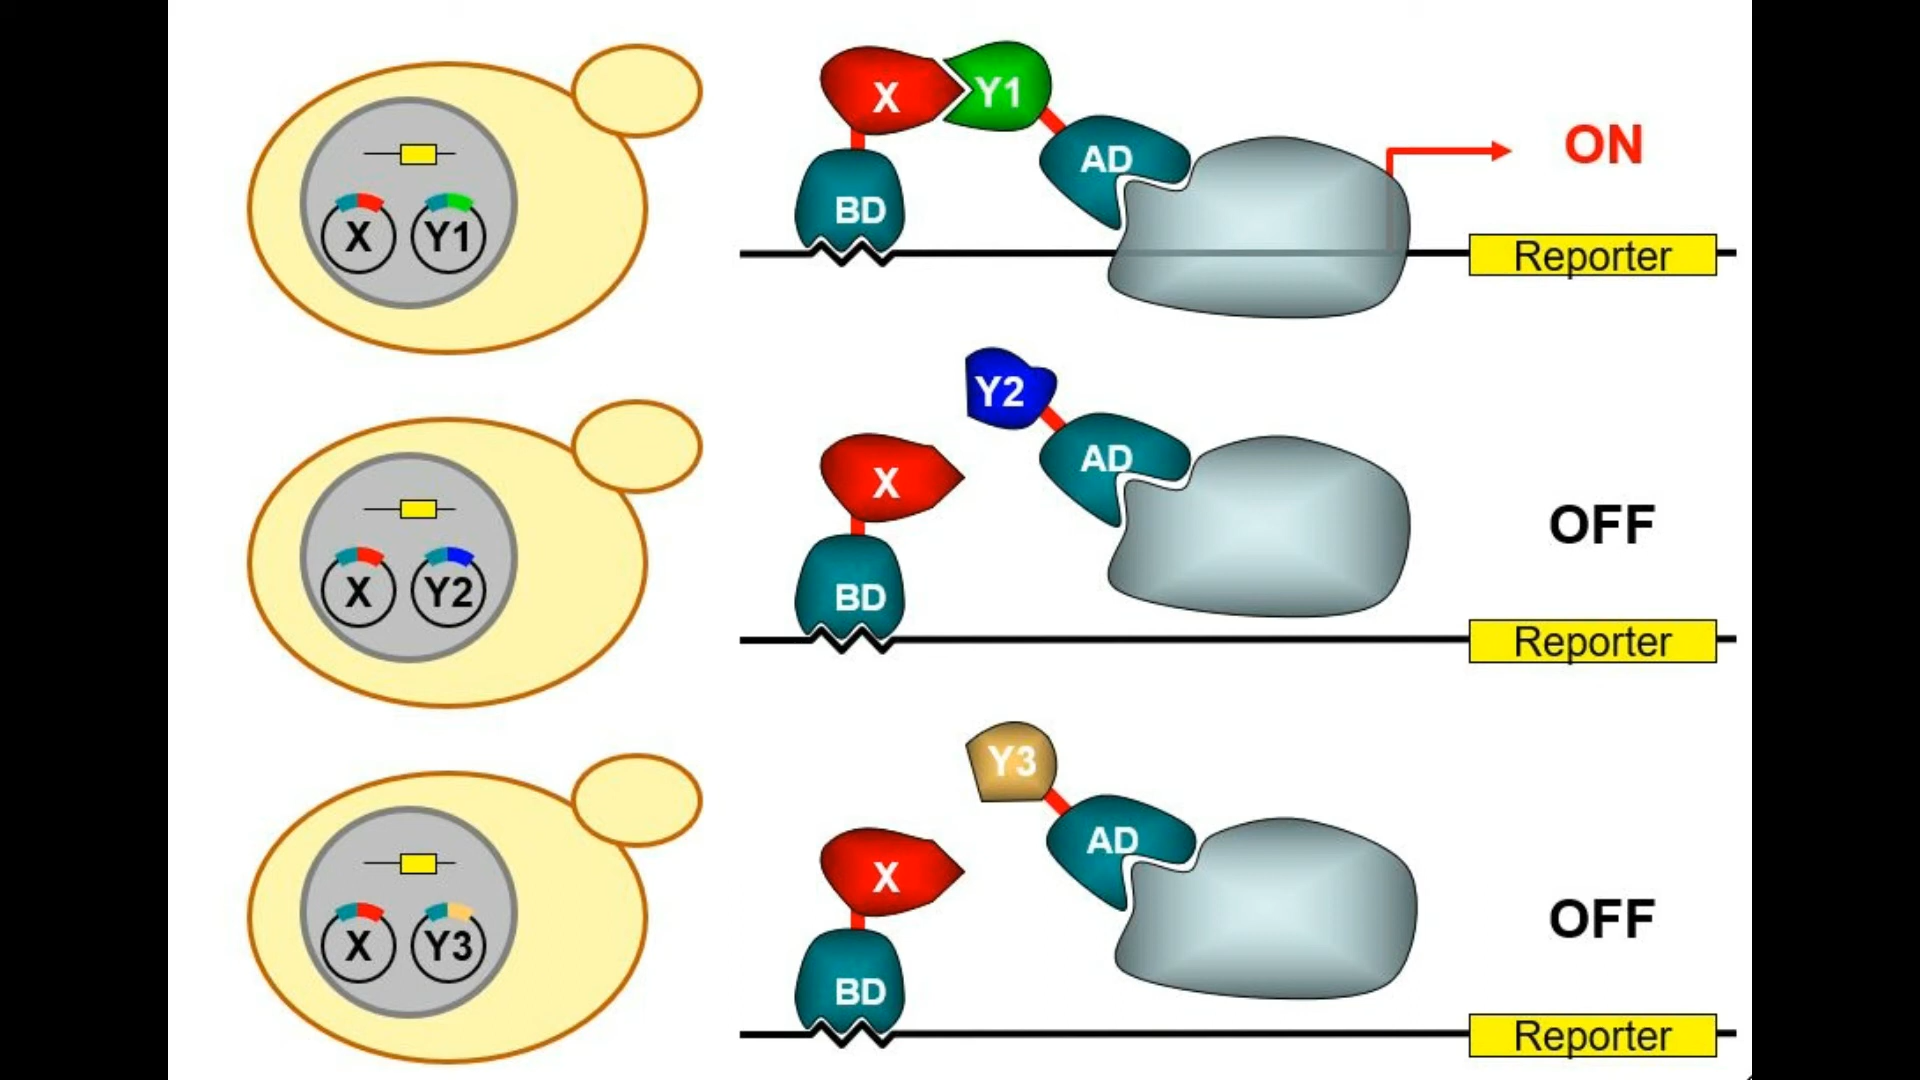 X Y1
X Y1
AD
BD
ON
Reporter
X Y2
Y2
X
AD
BD
OFF
Reporter
X Y3
Y3
X
AD
BD
OFF
Reporter